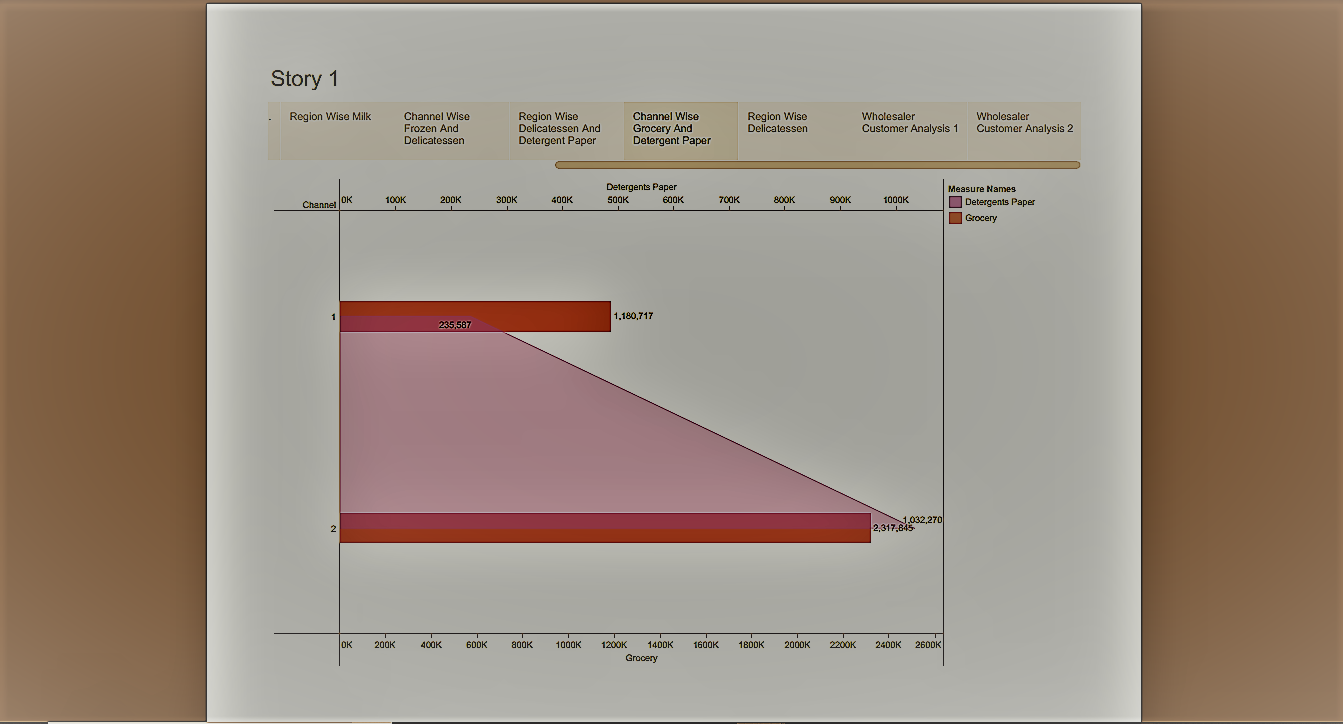 Story 1
Region Wise Milk
Channel Wise
Frozen And
Delicatessen
Region Wise
Delicatessen And
Detergent Paper
Channel Wise
Grocery And
Detergent Paper
Region Wise
Delicatessen
Wholesaler
Customer Analysis 1
Wholesaler
Customer Analysis 2
Detergents Paper
Channel
0K 100K 200K 300K 400K 500K 600K 700K 800K 900K 1000K
Measure Names
Detergents Paper
Grocery
1
1,180,717
235,587
1,032,270
2
2,317,845
0K 200K 400K 600K 800K 1000K 1200K 1400K 1600K 1800K 2000K 2200K 2400K 2600K
Grocery